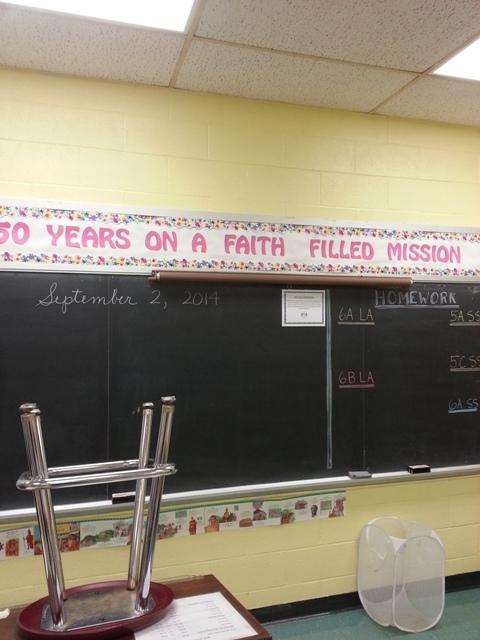 50 YEARS ON A FAITH FILLED MISSION
September 2, 2014
HOMEWORK
6A LA
5A SS
5C SS
6B LA
6A SS